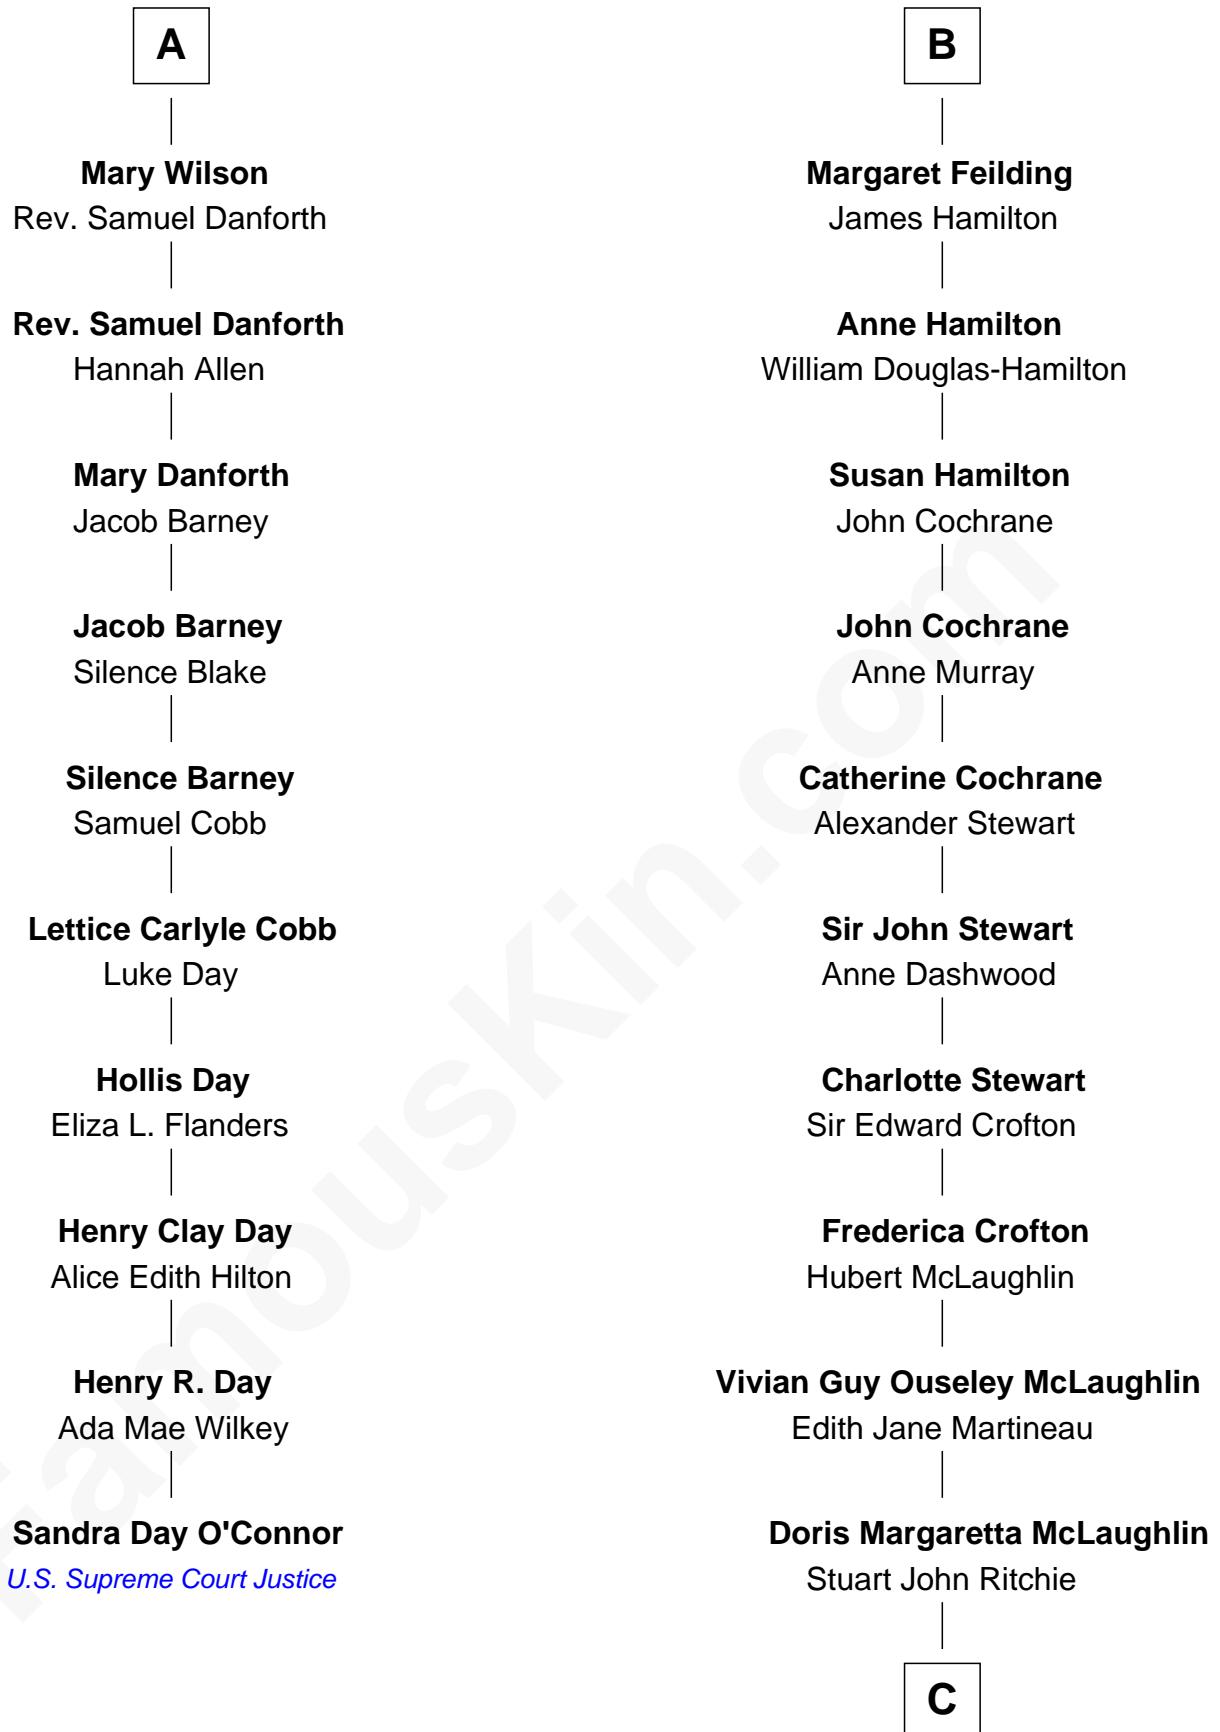 A
Mary Wilson
Rev. Samuel Danforth
Rev. Samuel Danforth
Hannah Allen
Mary Danforth
Jacob Barney
Jacob Barney
Silence Blake
Silence Barney
Samuel Cobb
Lettice Carlyle Cobb
Luke Day
Hollis Day
Eliza L. Flanders
Henry Clay Day
Alice Edith Hilton
Henry R. Day
Ada Mae Wilkey
Sandra Day O'Connor
U.S. Supreme Court Justice
B
Margaret Feilding
James Hamilton
Anne Hamilton
William Douglas-Hamilton
Susan Hamilton
John Cochrane
John Cochrane
Anne Murray
Catherine Cochrane
Alexander Stewart
Sir John Stewart
Anne Dashwood
Charlotte Stewart
Sir Edward Crofton
Frederica Crofton
Hubert McLaughlin
Vivian Guy Ouseley McLaughlin
Edith Jane Martineau
Doris Margaretta McLaughlin
Stuart John Ritchie
C
FamousKin.com